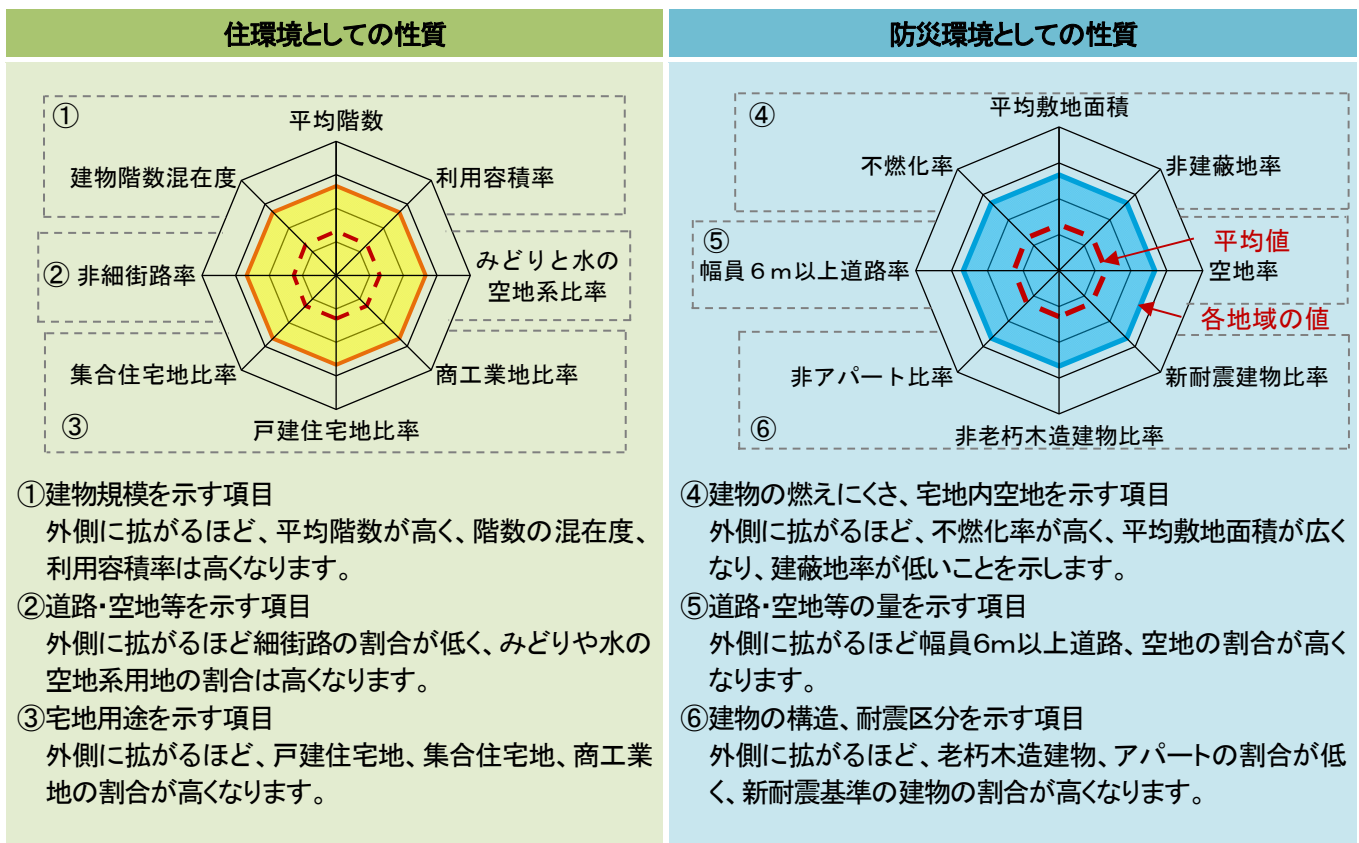 住環境としての性質
①
平均階数
建物階数混在度
利用容積率
② 非細街路率
みどりと水の
空地系比率
集合住宅地比率
商工業地比率
③
戸建住宅地比率
①建物規模を示す項目
外側に拡がるほど、平均階数が高く、階数の混在度、
利用容積率は高くなります。
②道路・空地等を示す項目
外側に拡がるほど細街路の割合が低く、みどりや水の
空地系用地の割合は高くなります。
③宅地用途を示す項目
外側に拡がるほど、戸建住宅地、集合住宅地、商工業
地の割合が高くなります。
防災環境としての性質
④
平均敷地面積
不燃化率
非建蔽地率
⑤
平均値
幅員６ｍ以上道路率
空地率
各地域の値
非アパート比率
新耐震建物比率
⑥
非老朽木造建物比率
④建物の燃えにくさ、宅地内空地を示す項目
外側に拡がるほど、不燃化率が高く、平均敷地面積が広く
なり、建蔽地率が低いことを示します。
⑤道路・空地等の量を示す項目
外側に拡がるほど幅員6ｍ以上道路、空地の割合が高く
なります。
⑥建物の構造、耐震区分を示す項目
外側に拡がるほど、老朽木造建物、アパートの割合が低
く、新耐震基準の建物の割合が高くなります。